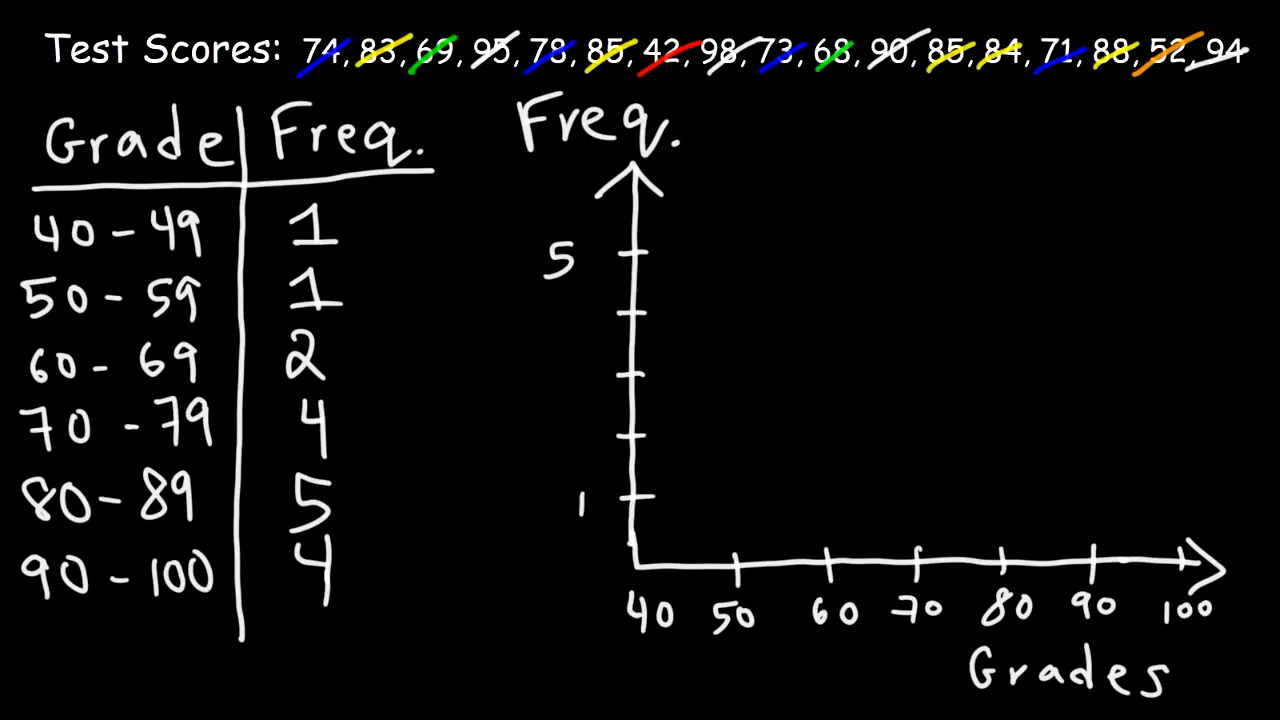 Test Scores: 74, 83, 69, 95, 78, 85, 42, 98, 73, 68, 90, 85, 84, 71, 88, 52, 94
Grade Freq.
40 - 49 1
50 - 59 1
60 - 69 2
70 - 79 4
80 - 89 5
90 - 100 4
Freq.
5
1
40 50 60 70 80 90 100
Grades